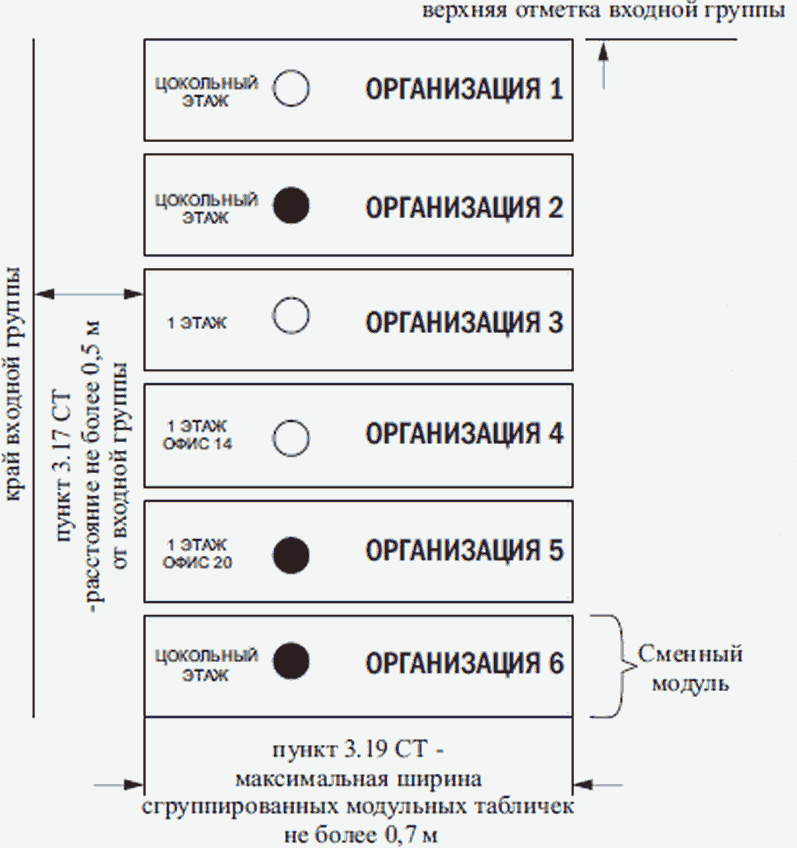 верхняя отметка входной группы
ЦОКОЛЬНЫЙ
ЭТАЖ
ОРГАНИЗАЦИЯ 1
ЦОКОЛЬНЫЙ
ЭТАЖ
ОРГАНИЗАЦИЯ 2
1 ЭТАЖ
ОРГАНИЗАЦИЯ 3
1 ЭТАЖ
ОФИС 14
ОРГАНИЗАЦИЯ 4
1 ЭТАЖ
ОФИС 20
ОРГАНИЗАЦИЯ 5
ЦОКОЛЬНЫЙ
ЭТАЖ
ОРГАНИЗАЦИЯ 6
край входной группы
пункт 3.17 СТ
-расстояние не более 0,5 м
от входной группы
Сменный
модуль
пункт 3.19 СТ -
максимальная ширина
сгруппированных модульных табличек
не более 0,7 м